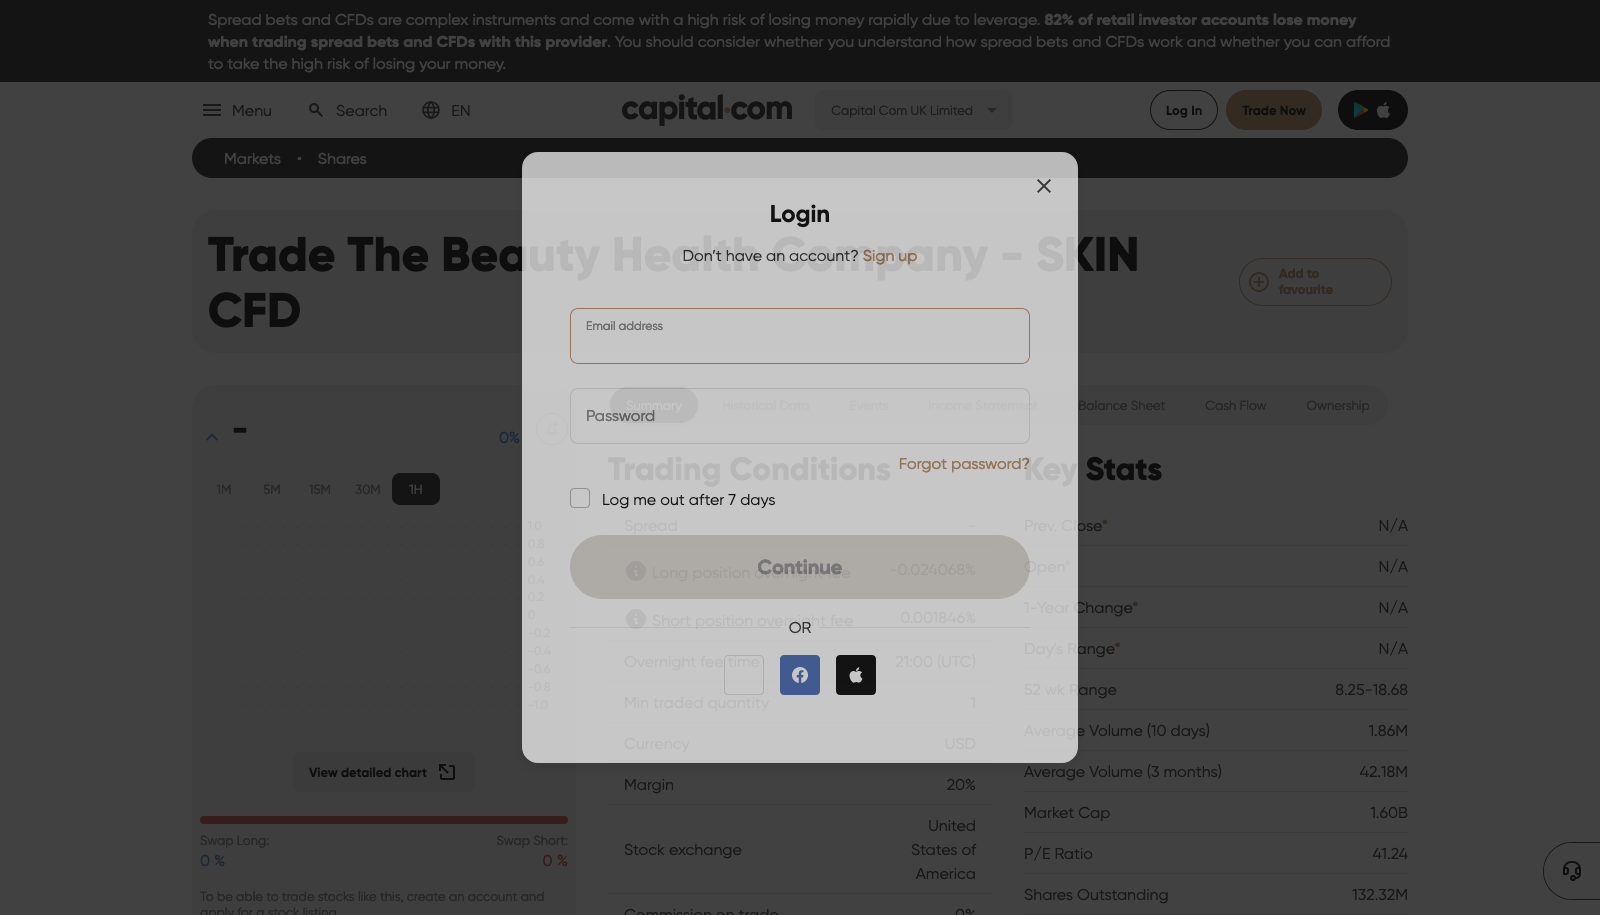 Spread bets and CFDs are complex instruments and come with a high risk of losing money rapidly due to leverage. 82% of retail investor accounts lose money
when trading spread bets and CFDs with this provider. You should consider whether you understand how spread bets and CFDs work and whether you can afford
to take the high risk of losing your money.
Menu Search EN
capital.com
Capital Com UK Limited
Log In
Trade Now
Markets • Shares
Login
Don't have an account? Sign up
Trade The Beauty Health Company - SKIN
CFD
Add to
favourite
Email address
Password
Forgot password?
Log me out after 7 days
Continue
OR
0%
1M 5M 15M 30M 1H
1.0
0.8
0.6
0.4
0.2
0
-0.2
-0.4
-0.6
-0.8
-1.0
View detailed chart
Swap Long:
0 %
Swap Short:
0 %
To be able to trade stocks like this, create an account and
apply for a stock listing
Summary Historical Data Events Income Statement Balance Sheet Cash Flow Ownership
Trading Conditions
Spread -
Long position overnight fee -0.024068%
Short position overnight fee 0.001846%
Overnight fee time 21:00 (UTC)
Min traded quantity 1
Currency USD
Margin 20%
Stock exchange United
States of
America
Commission on trade 0%
Key Stats
Prev. Close* N/A
Open* N/A
1-Year Change* N/A
Day's Range* N/A
52 wk Range 8.25-18.68
Average Volume (10 days) 1.86M
Average Volume (3 months) 42.18M
Market Cap 1.60B
P/E Ratio 41.24
Shares Outstanding 132.32M